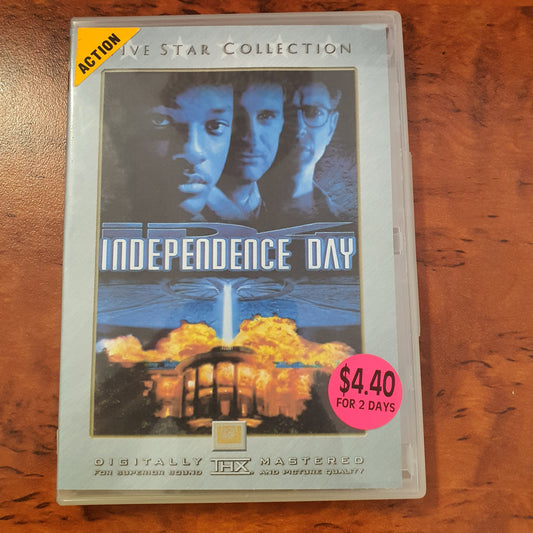 ACTION
IVE STAR COLLECTION
ID4
INDEPENDENCE DAY
$4.40
FOR 2 DAYS
DIGITALLY THX MASTERED
FOR SUPERIOR SOUND AND PICTURE QUALITY